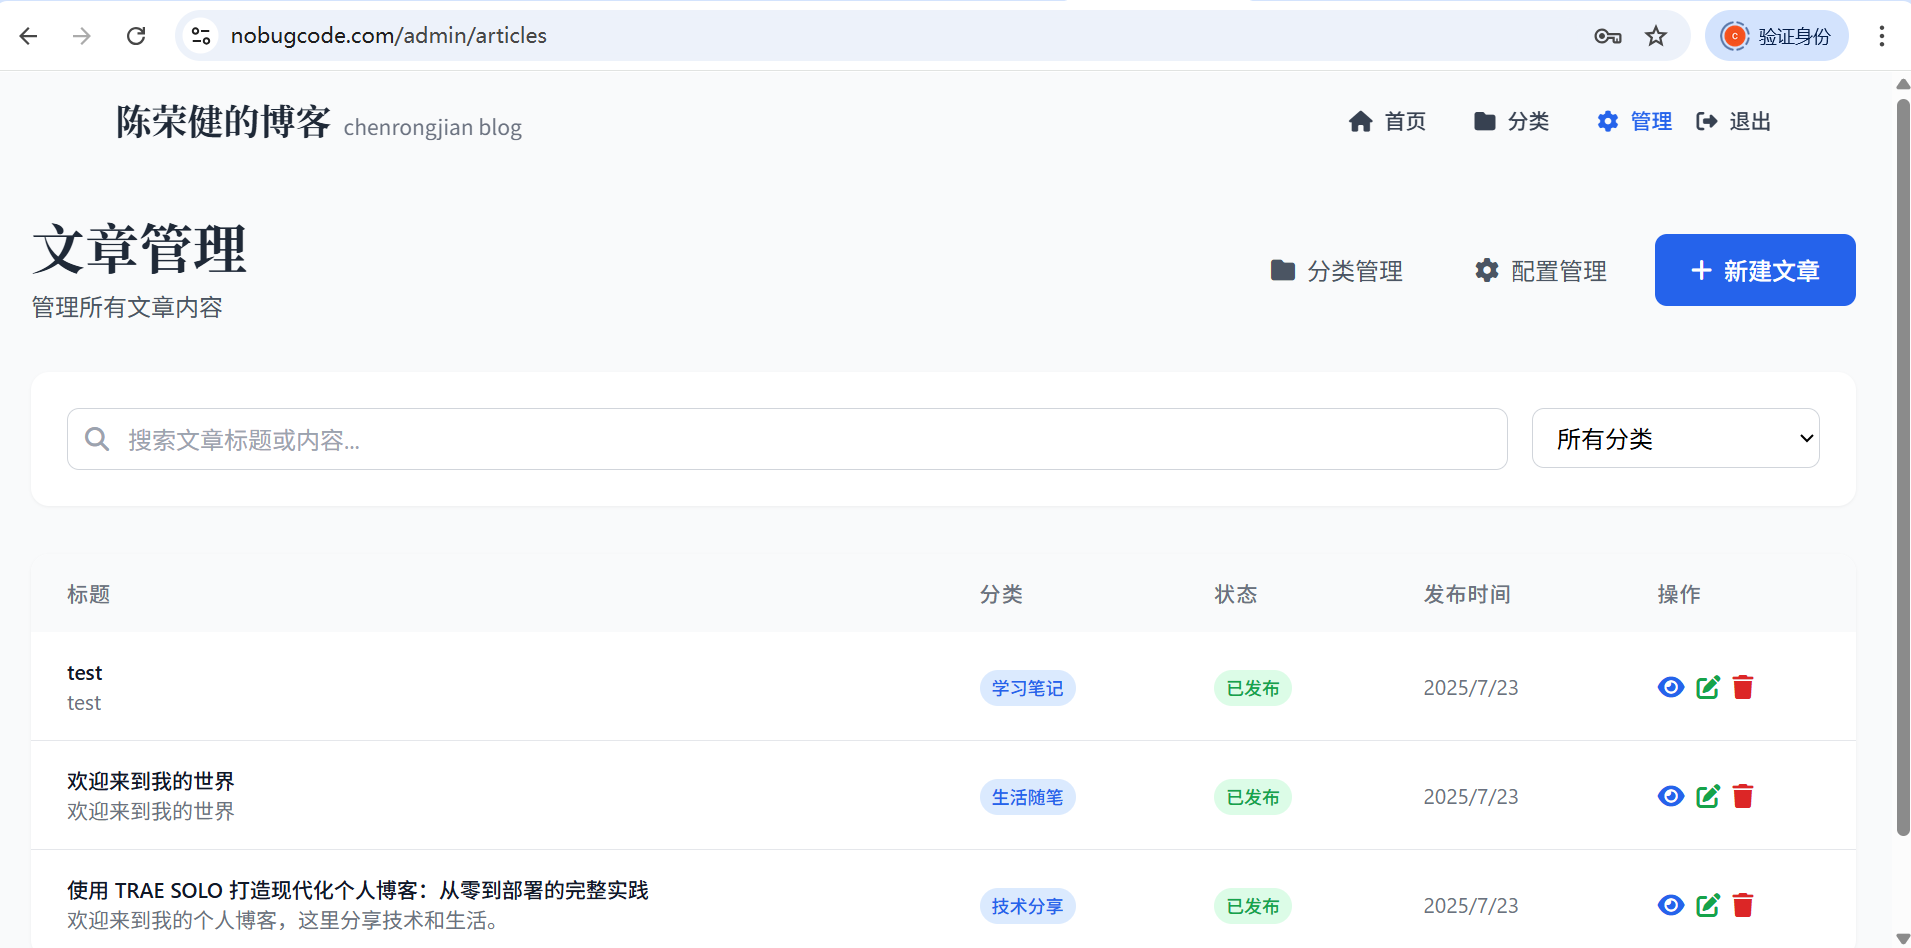 nobugcode.com/admin/articles
验证身份
陈荣健的博客 chenrongjian blog
首页 分类 管理 退出
文章管理
管理所有文章内容
分类管理 配置管理 + 新建文章
搜索文章标题或内容...
所有分类
标题 分类 状态 发布时间 操作
test
test
学习笔记 已发布 2025/7/23
欢迎来到我的世界
欢迎来到我的世界
生活随笔 已发布 2025/7/23
使用 TRAE SOLO 打造现代化个人博客：从零到部署的完整实践
欢迎来到我的个人博客，这里分享技术和生活。
技术分享 已发布 2025/7/23